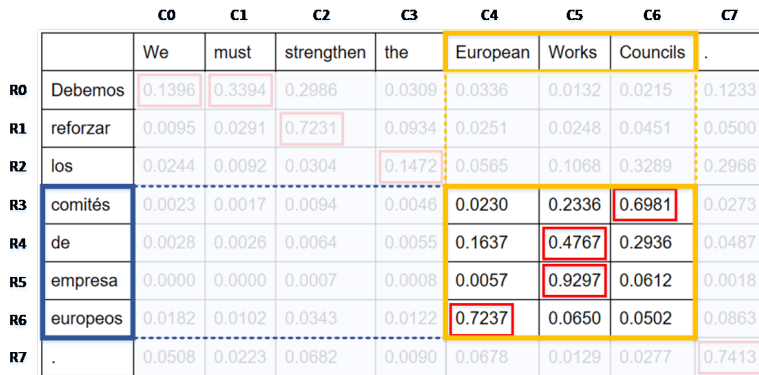 C0 C1 C2 C3 C4 C5 C6 C7
We must strengthen the European Works Councils .
R0 Debemos 0.1396 0.3394 0.2986 0.0309 0.0336 0.0132 0.0215 0.1233
R1 reforzar 0.0095 0.0291 0.7231 0.0934 0.0251 0.0248 0.0451 0.0500
R2 los 0.0244 0.0092 0.0304 0.1472 0.0565 0.1068 0.3289 0.2966
R3 comités 0.0023 0.0017 0.0094 0.0046 0.0230 0.2336 0.6981 0.0273
R4 de 0.0028 0.0026 0.0064 0.0055 0.1637 0.4767 0.2936 0.0487
R5 empresa 0.0000 0.0000 0.0007 0.0008 0.0057 0.9297 0.0612 0.0018
R6 europeos 0.0182 0.0102 0.0343 0.0122 0.7237 0.0650 0.0502 0.0863
R7 . 0.0508 0.0223 0.0682 0.0090 0.0678 0.0129 0.0277 0.7413